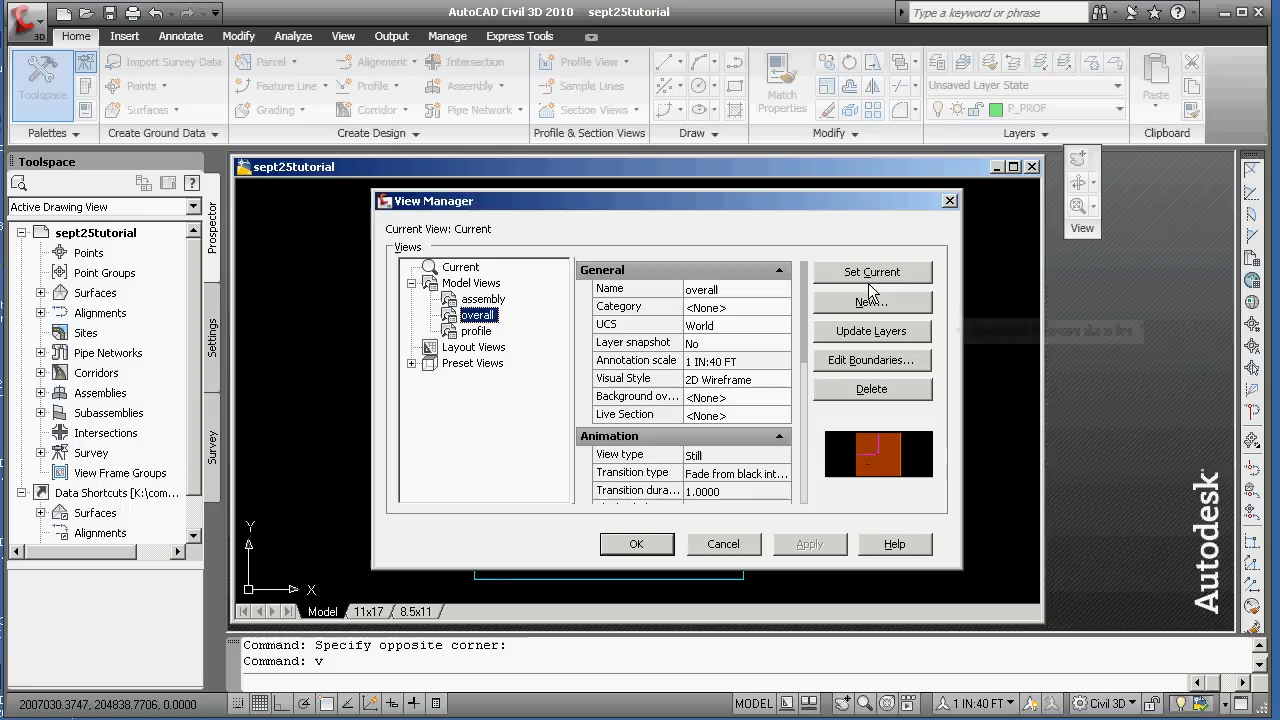 AutoCAD Civil 3D 2010 sept25tutorial
Type a keyword or phrase
3D
Home Insert Annotate Modify Analyze View Output Manage Express Tools
Toolspace
Import Survey Data
Points
Surfaces
Parcel
Feature Line
Grading
Alignment
Profile
Corridor
Intersection
Assembly
Pipe Network
Profile View
Sample Lines
Section Views
Match Properties
Unsaved Layer State
P_PROF
Paste
Palettes Create Ground Data Create Design Profile & Section Views Draw Modify Layers Clipboard
Toolspace
Active Drawing View
sept25tutorial
Points
Point Groups
Surfaces
Alignments
Sites
Pipe Networks
Corridors
Assemblies
Subassemblies
Intersections
Survey
View Frame Groups
Data Shortcuts [K:\com...
Surfaces
Alignments
Prospector
Settings
Survey
sept25tutorial
View Manager
Current View: Current
Views
Current
Model Views
assembly
overall
profile
Layout Views
Preset Views
General
Name overall
Category <None>
UCS World
Layer snapshot No
Annotation scale 1 IN:40 FT
Visual Style 2D Wireframe
Background ov... <None>
Live Section <None>
Animation
View type Still
Transition type Fade from black int...
Transition dura... 1.0000
Set Current
New...
Update Layers
Edit Boundaries...
Delete
OK Cancel Apply Help
View
Autodesk
Y
X
Model 11x17 8.5x11
Command: Specify opposite corner:
Command: v
2007030.3747, 204838.7706, 0.0000
MODEL
1 IN:40 FT
Civil 3D